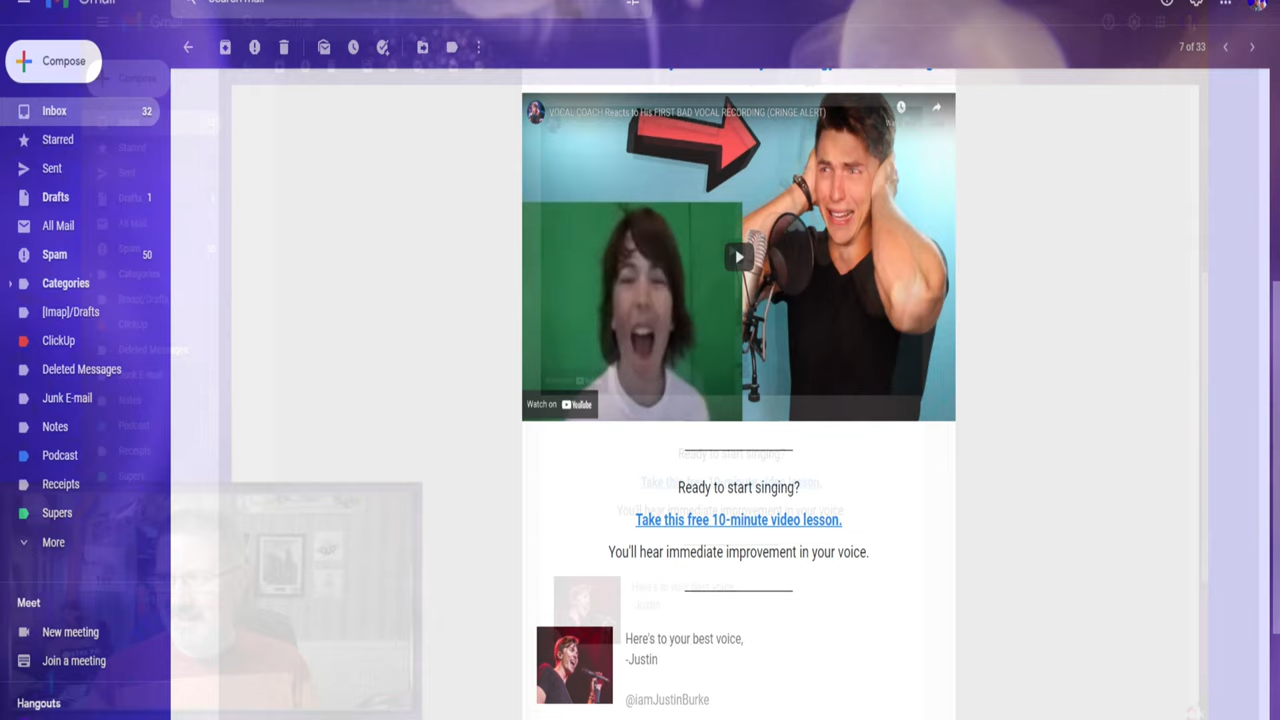 Gmail
Search mail
7 of 33
Compose
Inbox 32
Starred
Sent
Drafts 1
All Mail
Spam 50
Categories
[Imap]/Drafts
ClickUp
Deleted Messages
Junk E-mail
Notes
Podcast
Receipts
Supers
More
Meet
New meeting
Join a meeting
Hangouts
VOCAL COACH Reacts to His FIRST BAD VOCAL RECORDING (CRINGE ALERT)
Watch on YouTube
Ready to start singing?
Take this free 10-minute video lesson.
You'll hear immediate improvement in your voice.
Here's to your best voice,
-Justin
@iamJustinBurke